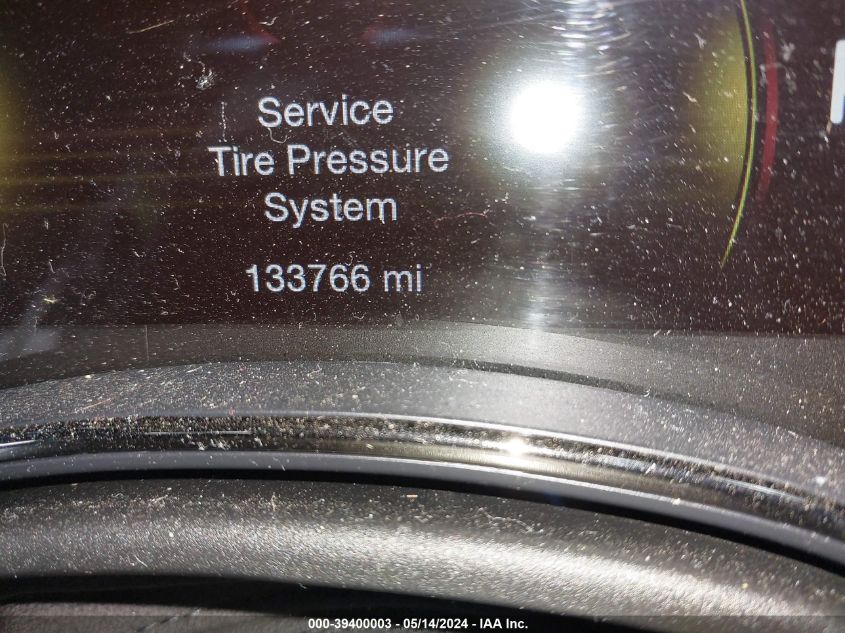 Service
Tire Pressure
System
133766 mi
000-39400003 — 05/14/2024 — IAA Inc.